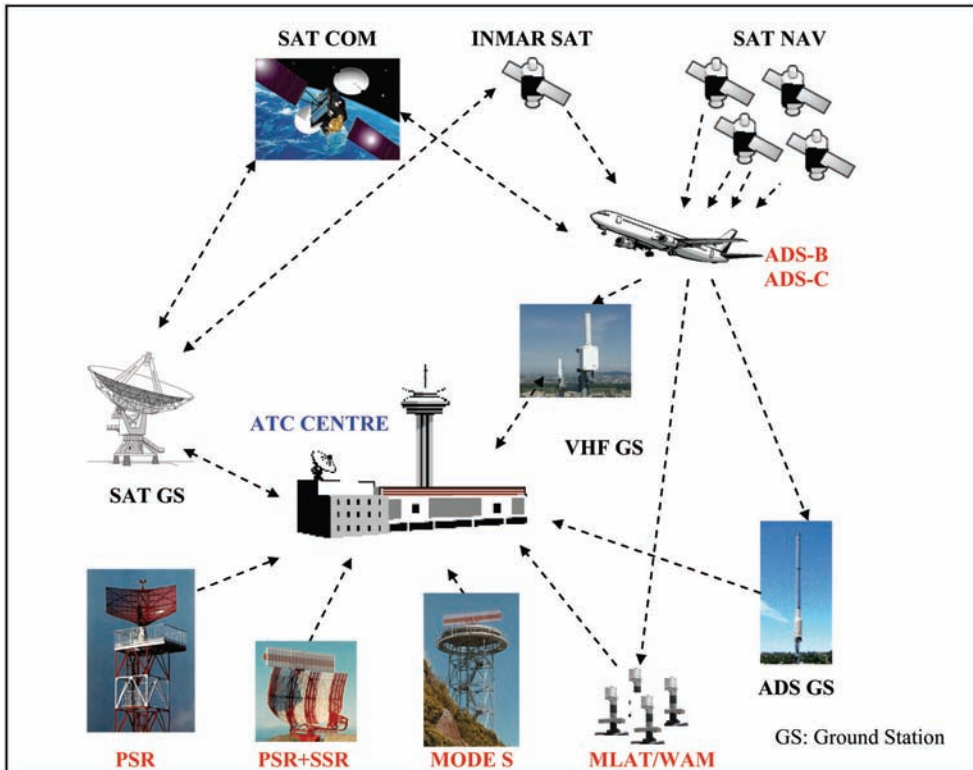 SAT COM
INMAR SAT
SAT NAV
ADS-B
ADS-C
ATC CENTRE
VHF GS
SAT GS
ADS GS
PSR
PSR+SSR
MODE S
MLAT/WAM
GS: Ground Station